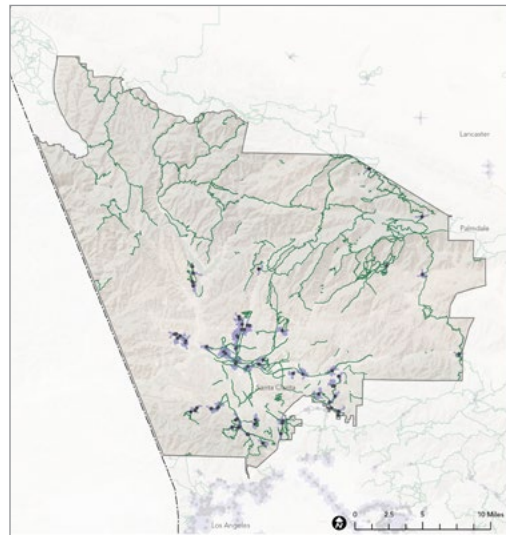 Lancaster
Palmdale
Santa Clarita
Los Angeles
N
0 2.5 5 10 Miles